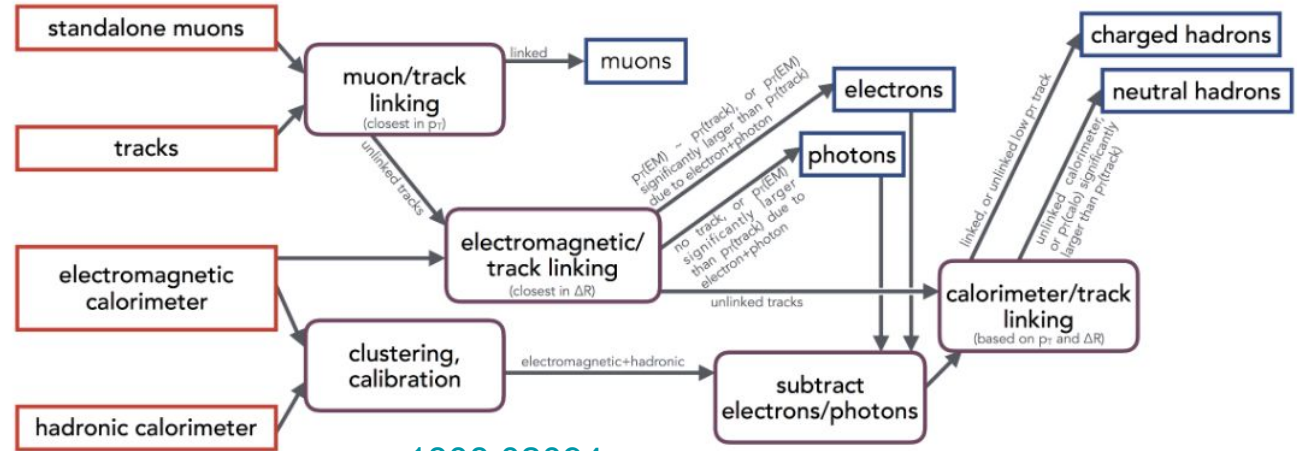 standalone muons
tracks
electromagnetic
calorimeter
hadronic calorimeter
muon/track
linking
(closest in pT)
linked
muons
unlinked tracks
electromagnetic/
track linking
(closest in ΔR)
clustering,
calibration
electromagnetic+hadronic
pT(EM) ~ pT(track), or pT(EM)
significantly larger than pT(track)
due to electron+photon
electrons
no track, or pT(EM)
significantly larger
than pT(track) due to
electron+photon
photons
unlinked tracks
subtract
electrons/photons
calorimeter/track
linking
(based on pT and ΔR)
linked, or unlinked low pT track
charged hadrons
unlinked calorimeter,
or pT(calo) significantly
larger than pT(track)
neutral hadrons